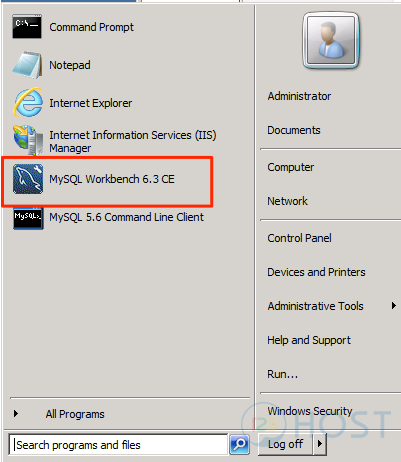 Command Prompt
Notepad
Internet Explorer
Internet Information Services (IIS)
Manager
MySQL Workbench 6.3 CE
MySQL 5.6 Command Line Client
All Programs
Search programs and files
Administrator
Documents
Computer
Network
Control Panel
Devices and Printers
Administrative Tools
Help and Support
Run...
Windows Security
HOST
Log off
C:\_
MySQL